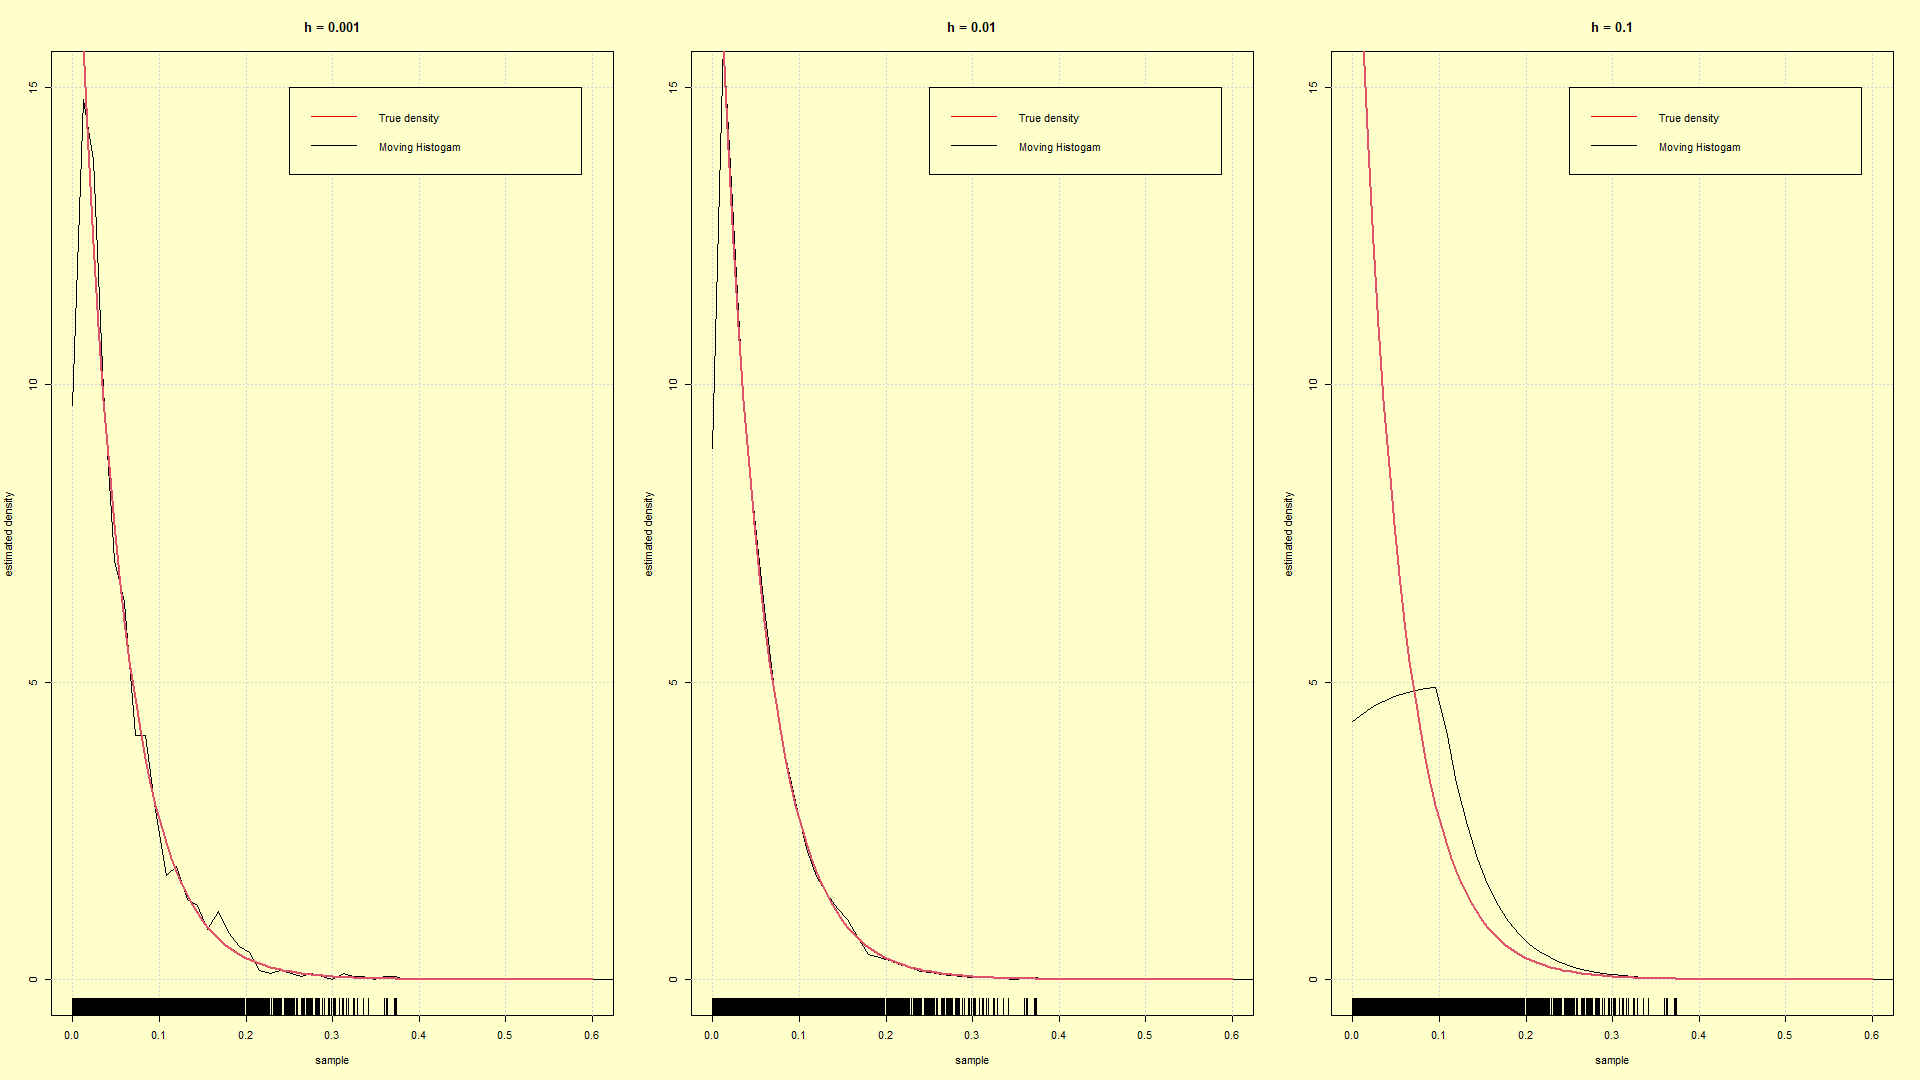 h = 0.001
15
10
5
0
estimated density
True density
Moving Histogam
0.0 0.1 0.2 0.3 0.4 0.5 0.6
sample
h = 0.01
15
10
5
0
estimated density
True density
Moving Histogam
0.0 0.1 0.2 0.3 0.4 0.5 0.6
sample
h = 0.1
15
10
5
0
estimated density
True density
Moving Histogam
0.0 0.1 0.2 0.3 0.4 0.5 0.6
sample